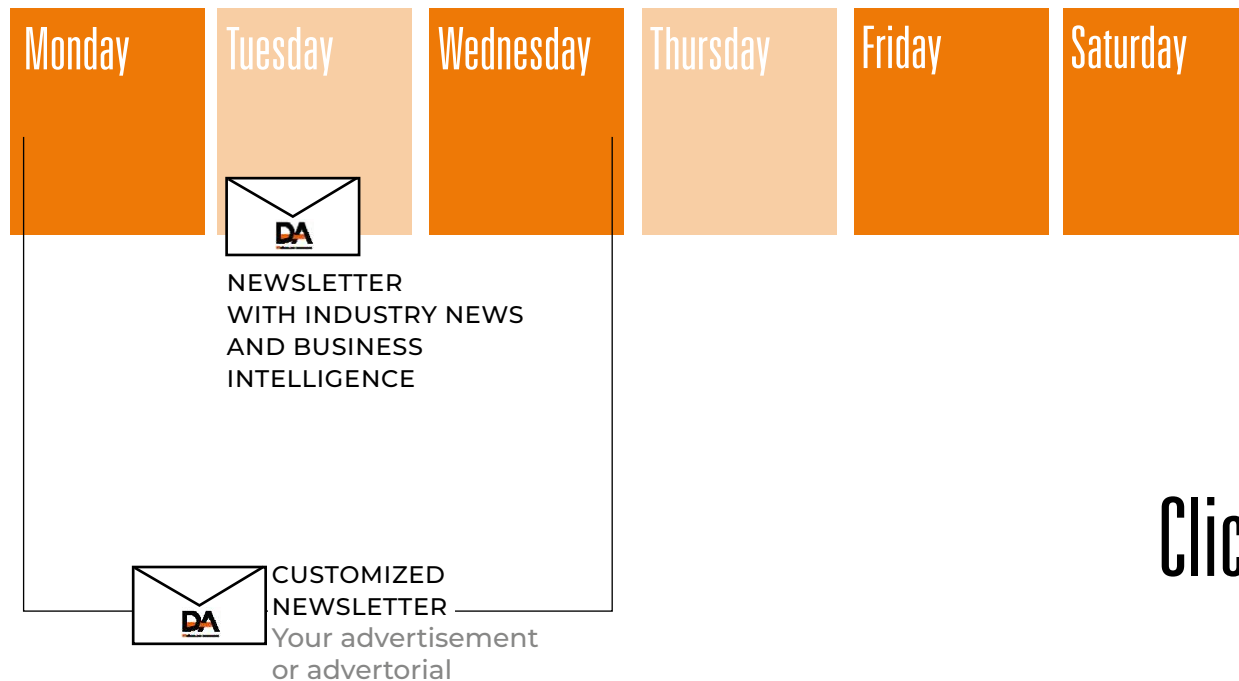 Monday Tuesday Wednesday Thursday Friday Saturday
DA
NEWSLETTER
WITH INDUSTRY NEWS
AND BUSINESS
INTELLIGENCE
Clic
CUSTOMIZED
NEWSLETTER
DA
Your advertisement
or advertorial